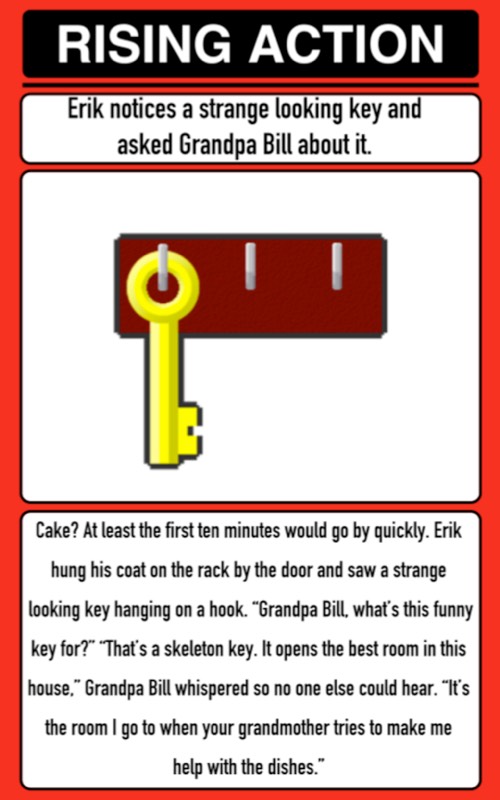 RISING ACTION
Erik notices a strange looking key and
asked Grandpa Bill about it.
Cake? At least the first ten minutes would go by quickly. Erik
hung his coat on the rack by the door and saw a strange
looking key hanging on a hook. “Grandpa Bill, what’s this funny
key for?” “That’s a skeleton key. It opens the best room in this
house,” Grandpa Bill whispered so no one else could hear. “It’s
the room I go to when your grandmother tries to make me
help with the dishes.”